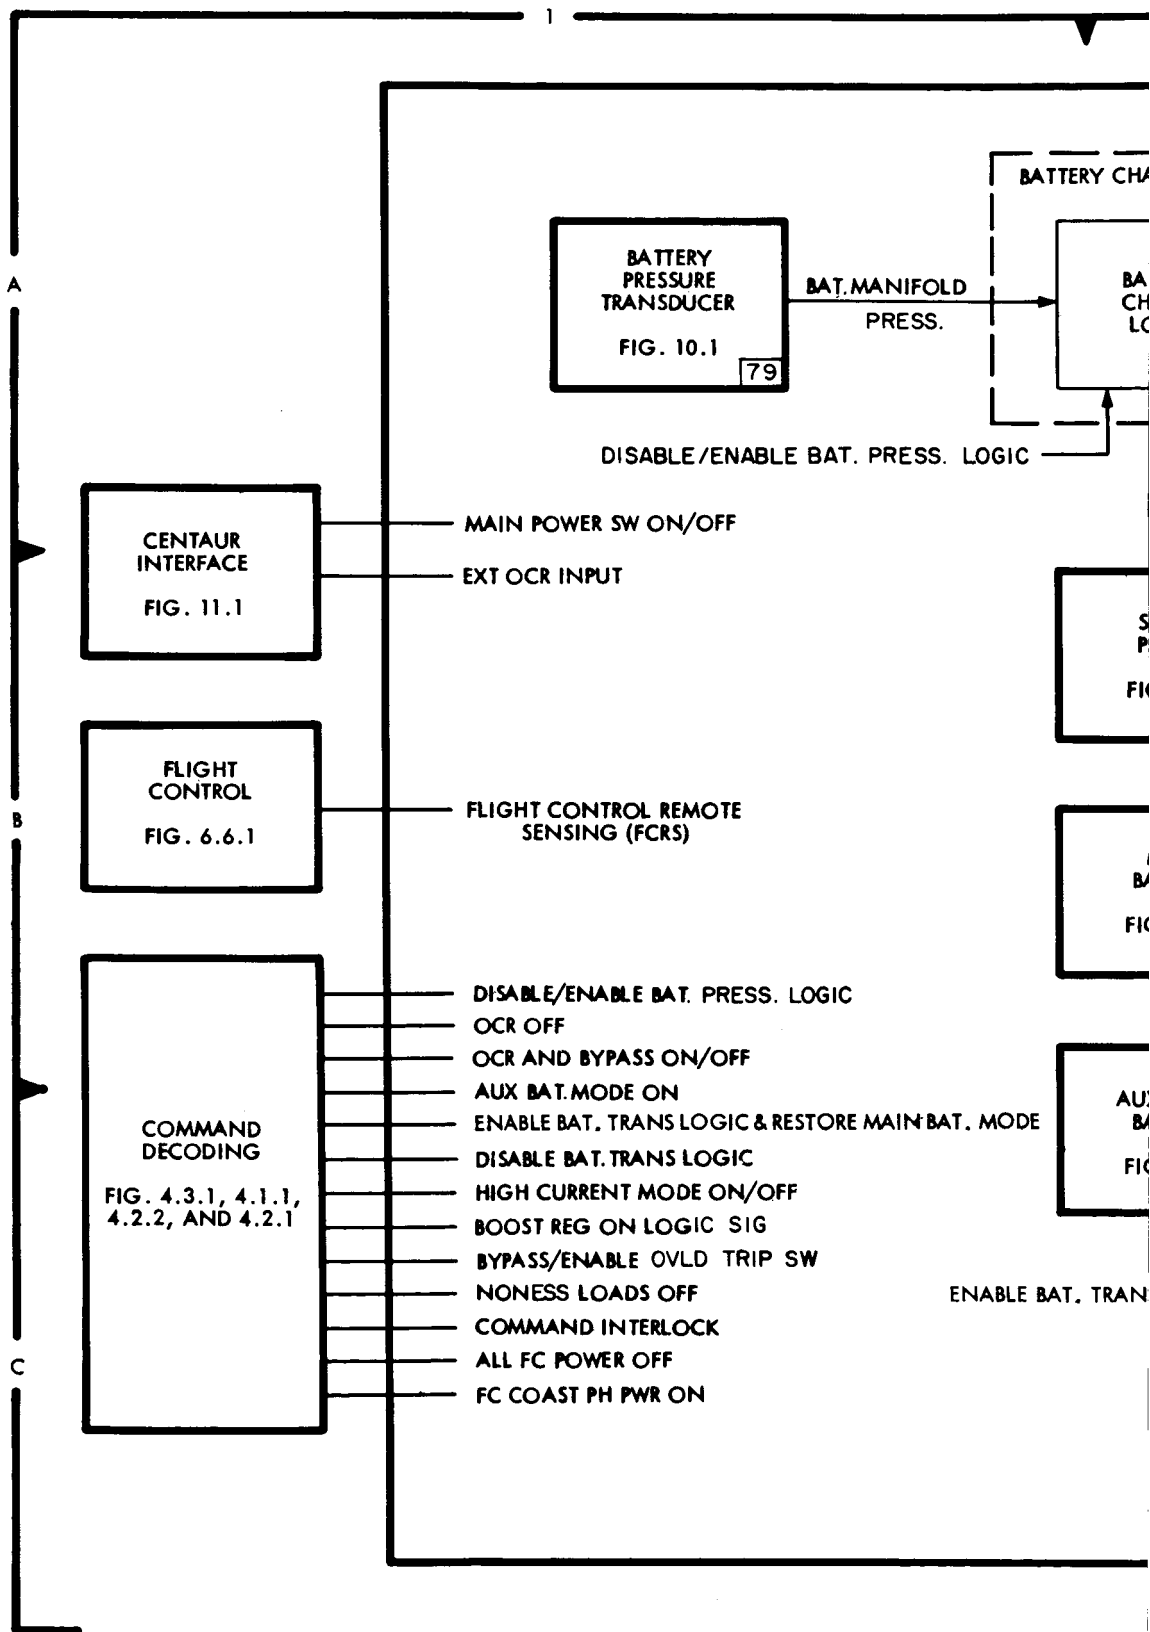 1
BATTERY
A
BATTERY
PRESSURE
TRANSDUCER
FIG. 10.1
79
BAT.MANIFOLD
PRESS.
DISABLE/ENABLE BAT. PRESS. LOGIC
CENTAUR
INTERFACE
FIG. 11.1
MAIN POWER SW ON/OFF
EXT OCR INPUT
FLIGHT
CONTROL
FIG. 6.6.1
B
FLIGHT CONTROL REMOTE
SENSING (FCRS)
COMMAND
DECODING
FIG. 4.3.1, 4.1.1,
4.2.2, AND 4.2.1
DISABLE/ENABLE BAT. PRESS. LOGIC
OCR OFF
OCR AND BYPASS ON/OFF
AUX BAT.MODE ON
ENABLE BAT. TRANS LOGIC & RESTORE MAIN BAT. MODE
DISABLE BAT.TRANS LOGIC
HIGH CURRENT MODE ON/OFF
BOOST REG ON LOGIC SIG
BYPASS/ENABLE OVLD TRIP SW
NONESS LOADS OFF
COMMAND INTERLOCK
ALL FC POWER OFF
FC COAST PH PWR ON
AUX
ENABLE BAT. TRANS
C